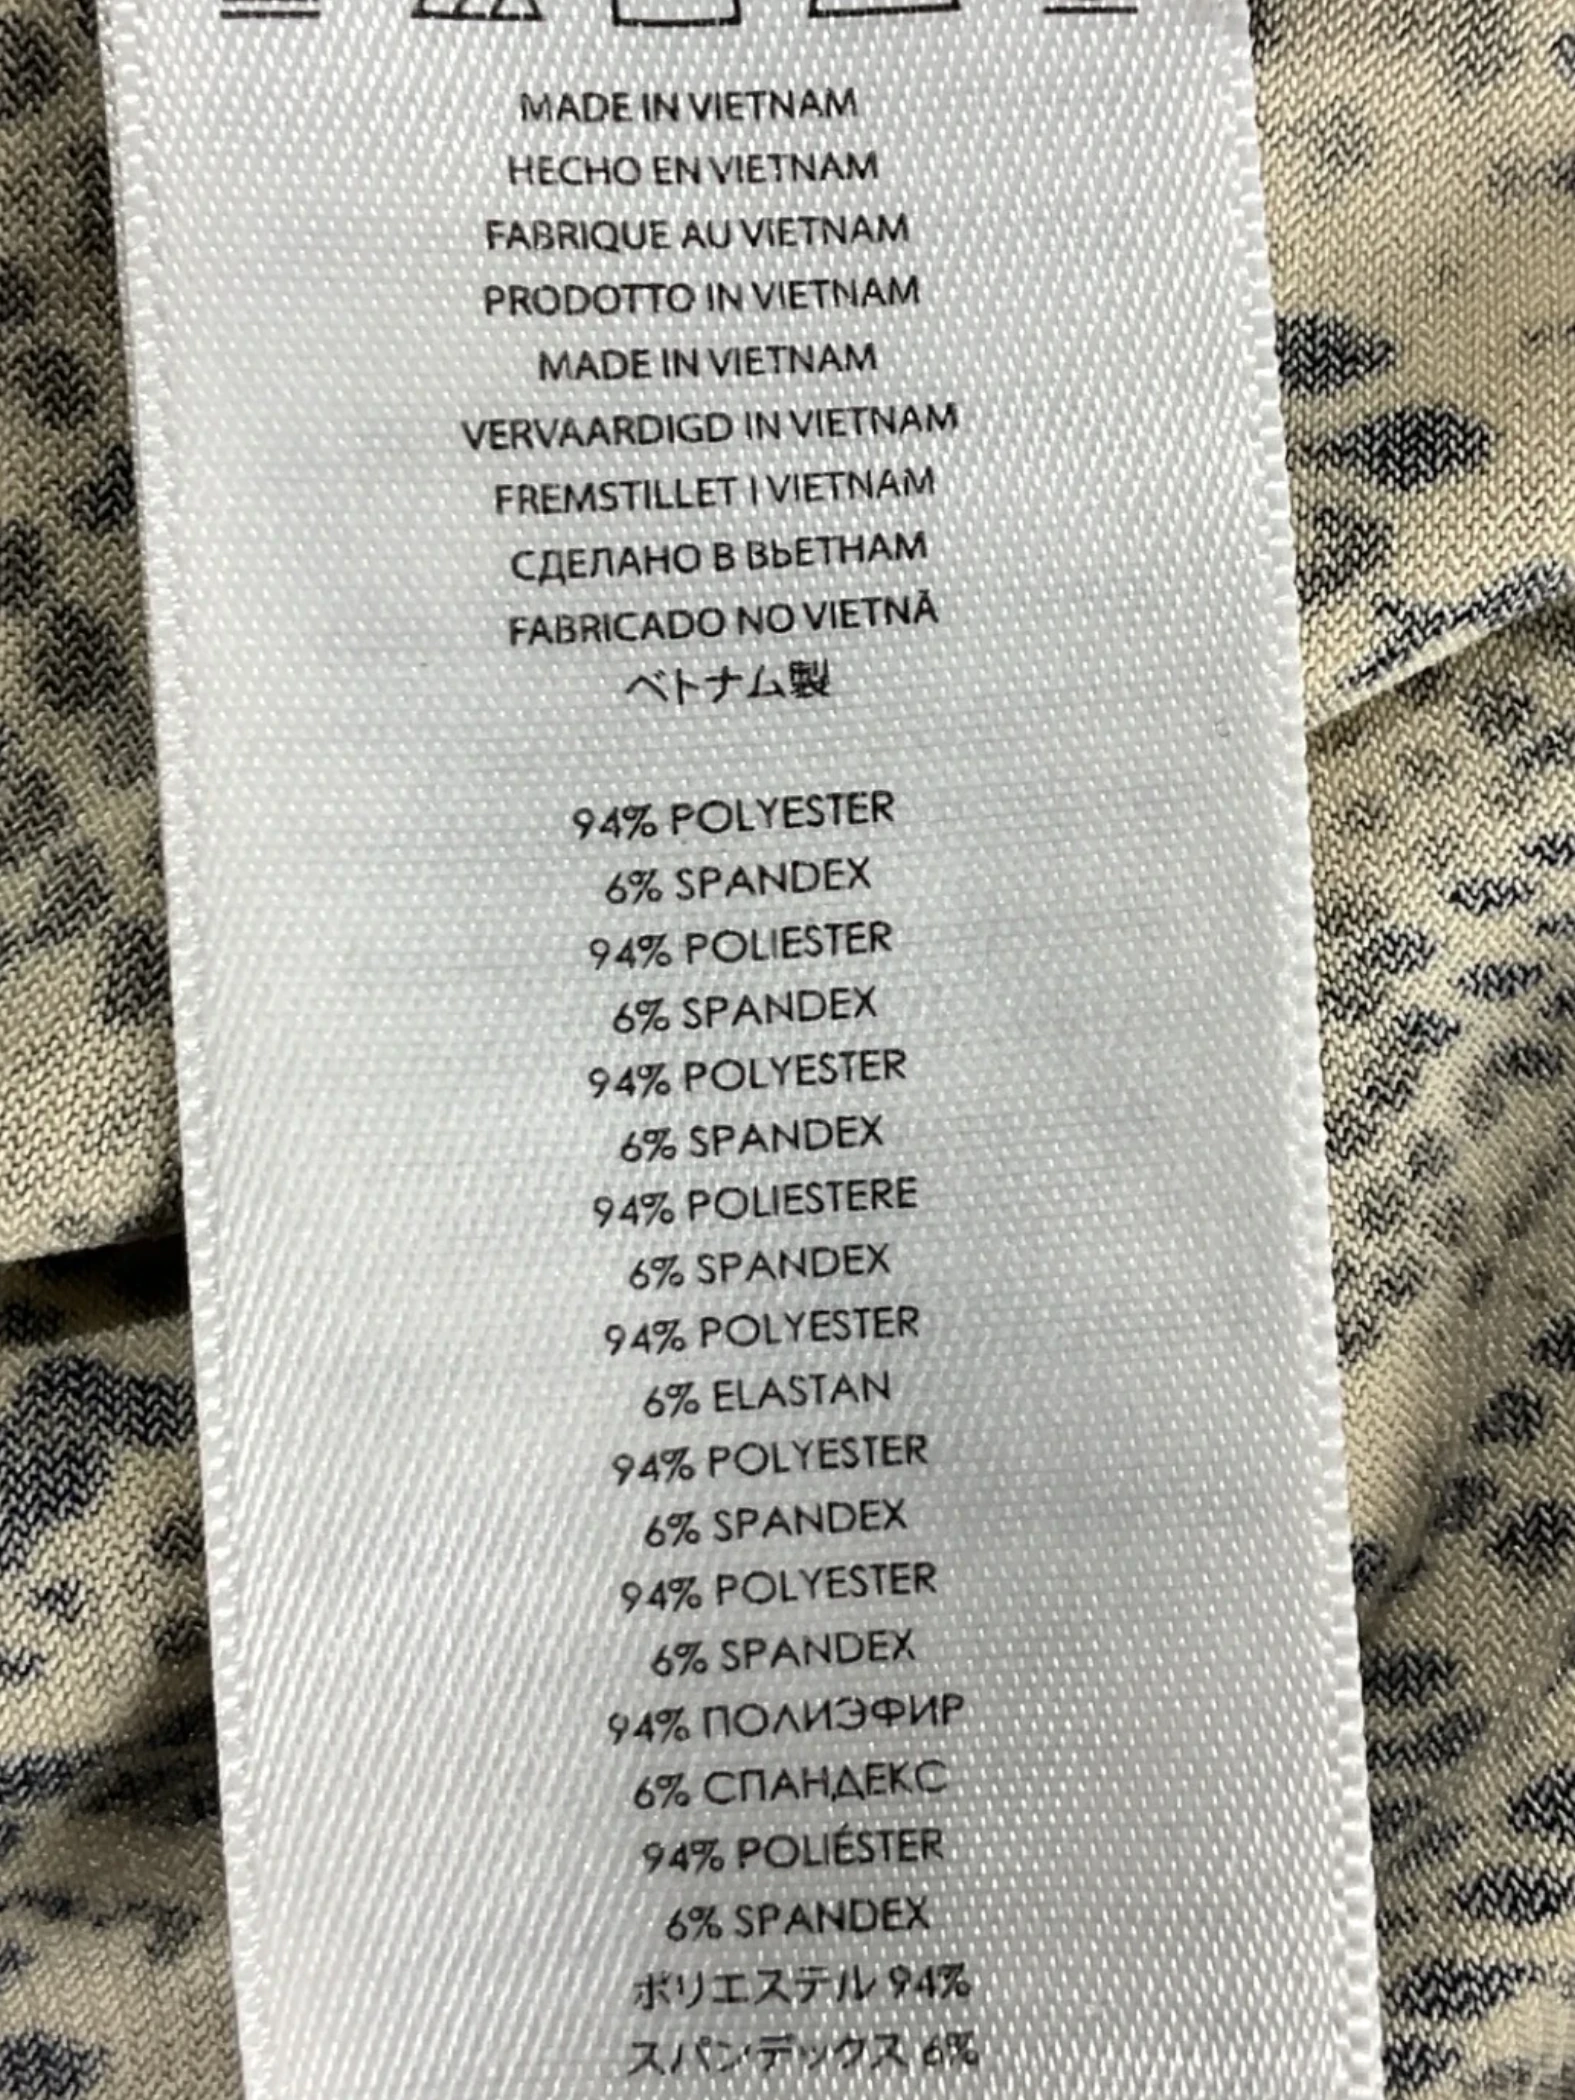 MADE IN VIETNAM
HECHO EN VIETNAM
FABRIQUE AU VIETNAM
PRODOTTO IN VIETNAM
MADE IN VIETNAM
VERVAARDIGD IN VIETNAM
FREMSTILLET I VIETNAM
СДЕЛАНО В ВЬЕТНАМ
FABRICADO NO VIETNÃ
ベトナム製
94% POLYESTER
6% SPANDEX
94% POLIESTER
6% SPANDEX
94% POLYESTER
6% SPANDEX
94% POLIESTERE
6% SPANDEX
94% POLYESTER
6% ELASTAN
94% POLYESTER
6% SPANDEX
94% POLYESTER
6% SPANDEX
94% ПОЛИЭФИР
6% СПАНДЕКС
94% POLIÉSTER
6% SPANDEX
ポリエステル 94%
スパンデックス 6%